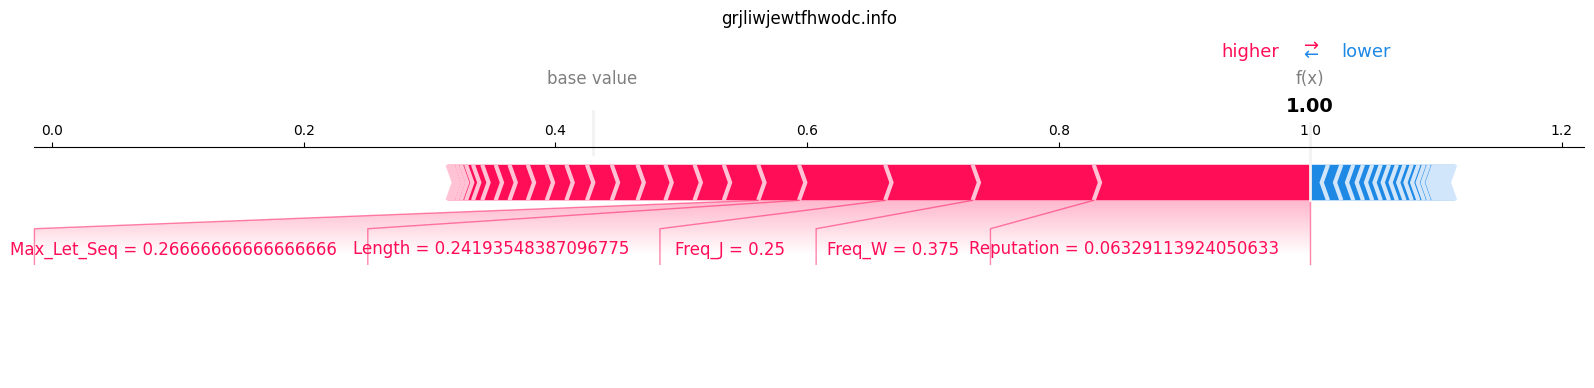 grjliwjewtfhwodc.info
higher ⇄ lower
base value f(x)
1.00
0.0 0.2 0.4 0.6 0.8 1.0 1.2
Max_Let_Seq = 0.26666666666666666 Length = 0.24193548387096775 Freq_J = 0.25 Freq_W = 0.375 Reputation = 0.06329113924050633